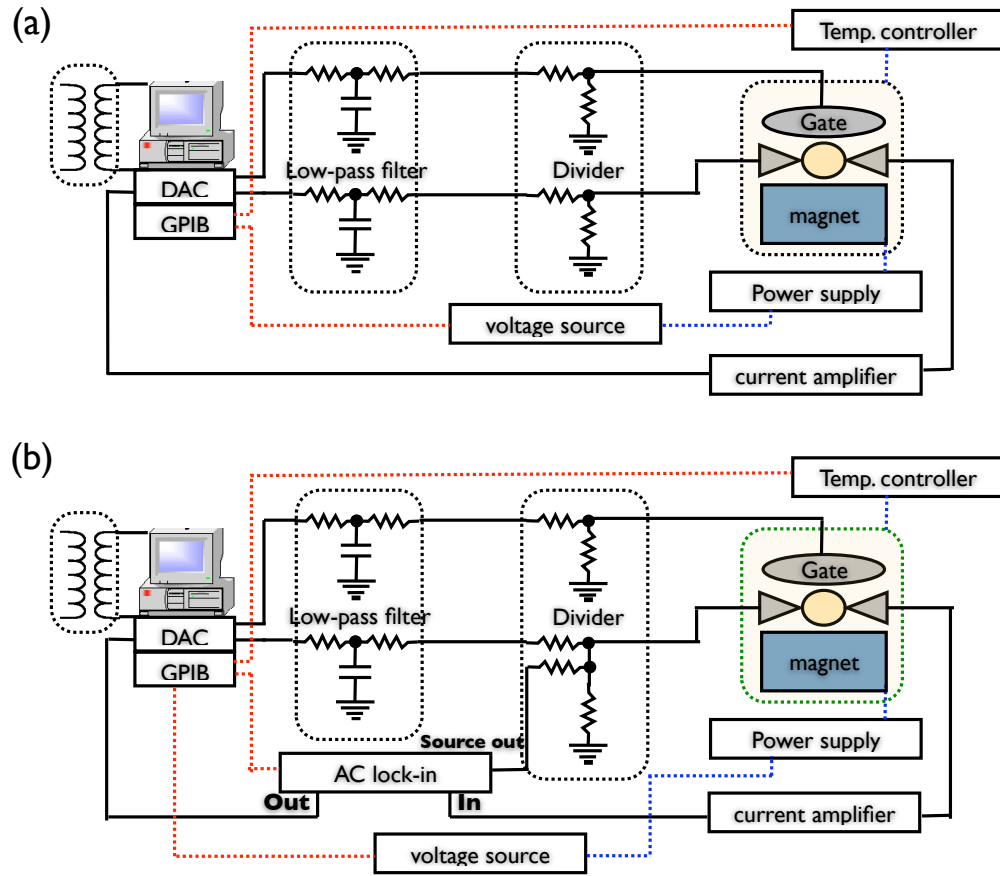 (a)
Temp. controller
Gate
Low-pass filter
Divider
DAC
GPIB
magnet
Power supply
voltage source
current amplifier
(b)
Temp. controller
Gate
Low-pass filter
Divider
DAC
GPIB
magnet
Source out
Power supply
AC lock-in
Out
In
current amplifier
voltage source